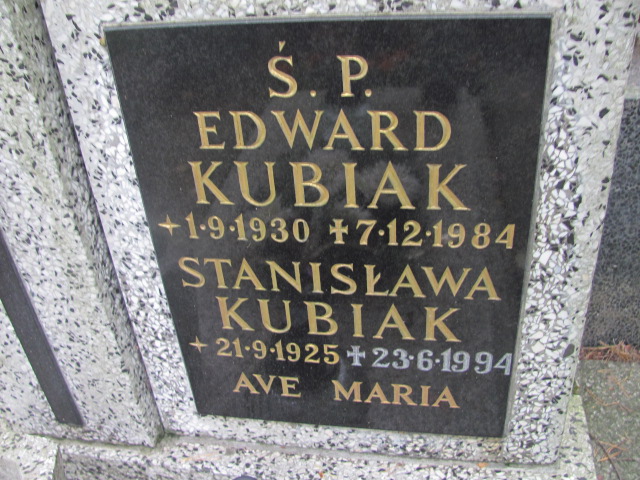 Ś. P.
EDWARD
KUBIAK
+1·9·1930 ✝7·12·1984
STANISŁAWA
KUBIAK
+21·9·1925 ✝23·6·1994
AVE MARIA